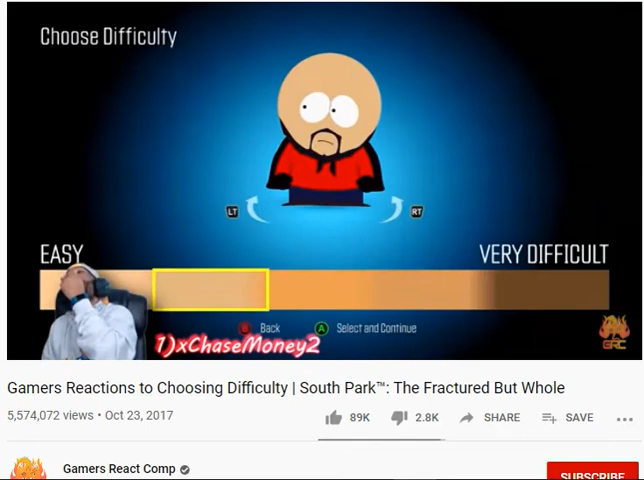 Choose Difficulty
LT
RT
EASY
VERY DIFFICULT
B Back
A Select and Continue
1)xChaseMoney2
GRC
Gamers Reactions to Choosing Difficulty | South Park™: The Fractured But Whole
5,574,072 views • Oct 23, 2017
89K
2.8K
SHARE
SAVE
Gamers React Comp
SUBSCRIBE